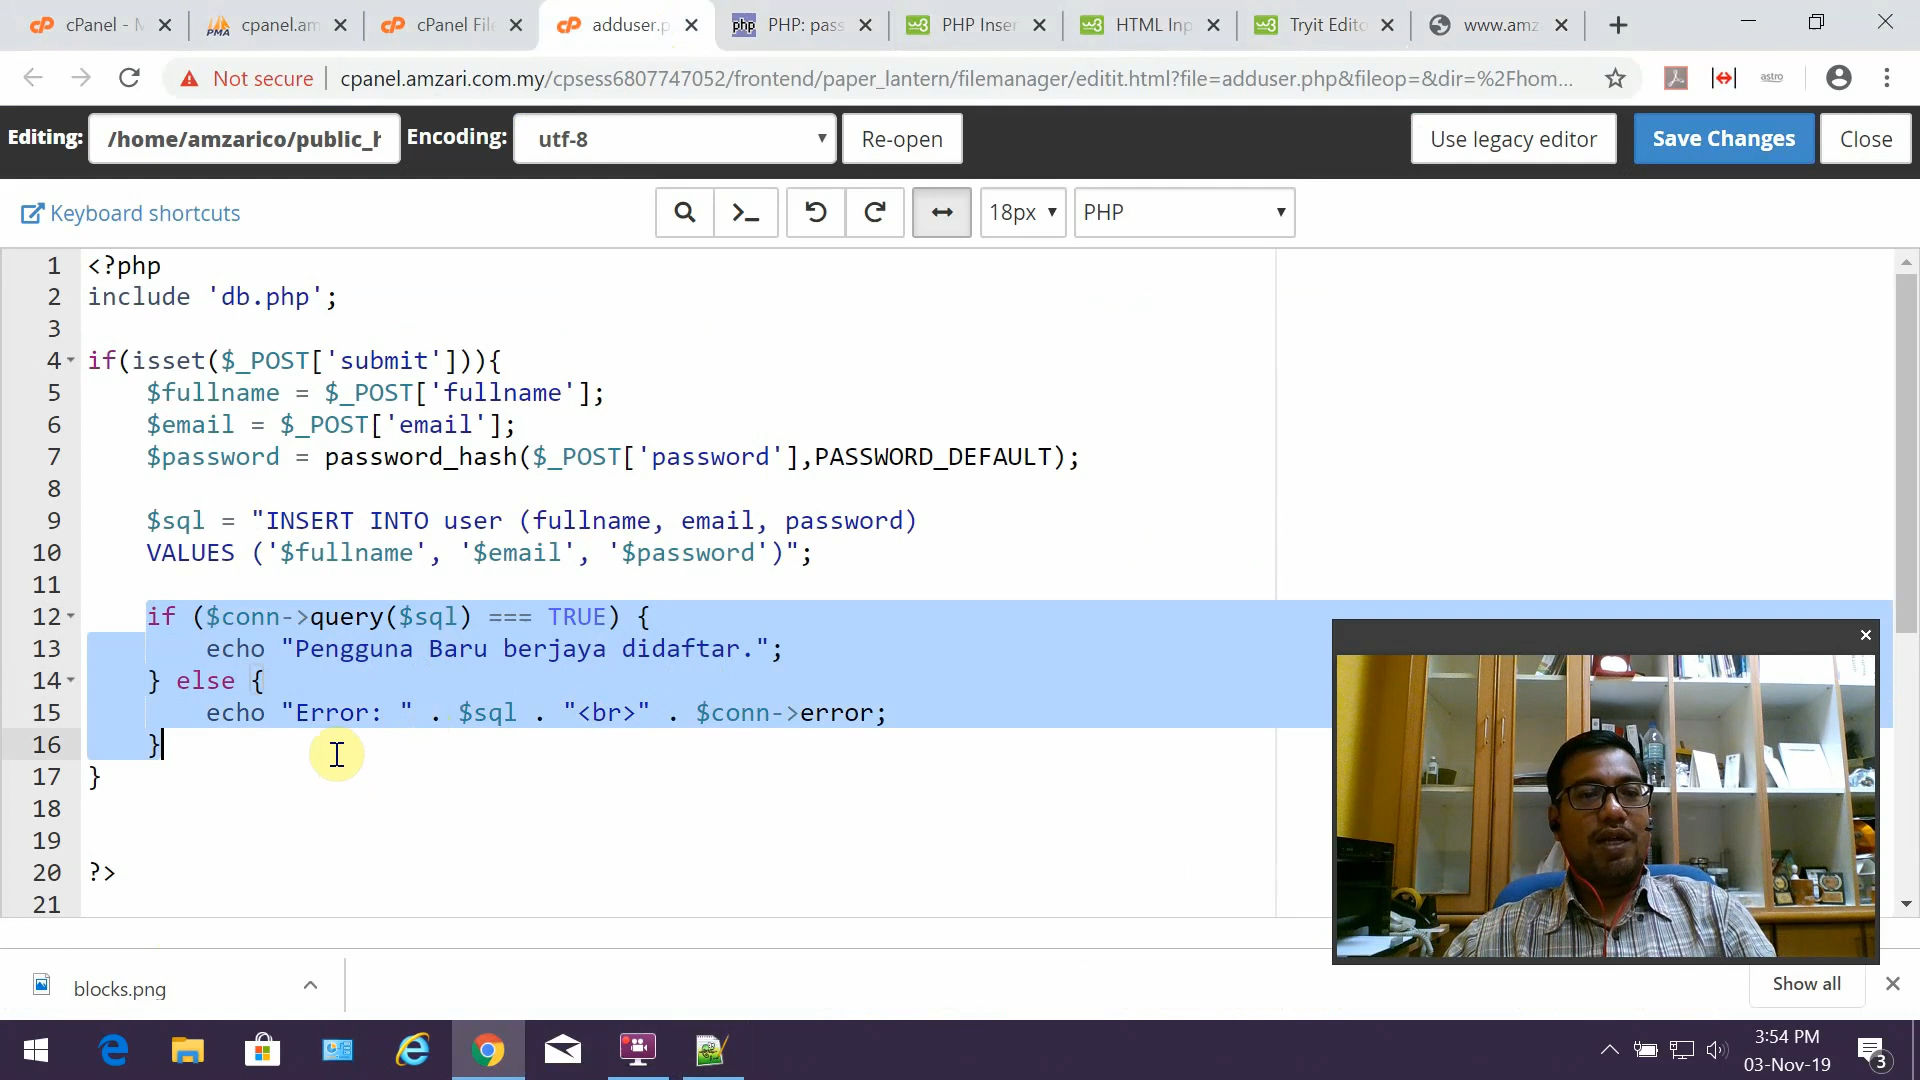 cPanel - M
cpanel.am
cPanel File
adduser.p
PHP: pass
PHP Inser
HTML Inp
Tryit Edito
www.amz
Not secure
cpanel.amzari.com.my/cpsess6807747052/frontend/paper_lantern/filemanager/editit.html?file=adduser.php&fileop=&dir=%2Fhom...
astro
Editing:
/home/amzarico/public_h
Encoding:
utf-8
Re-open
Use legacy editor
Save Changes
Close
Keyboard shortcuts
18px
PHP
1 <?php
2 include 'db.php';
3
4 if(isset($_POST['submit'])){
5 $fullname = $_POST['fullname'];
6 $email = $_POST['email'];
7 $password = password_hash($_POST['password'],PASSWORD_DEFAULT);
8
9 $sql = "INSERT INTO user (fullname, email, password)
10 VALUES ('$fullname', '$email', '$password')";
11
12 if ($conn->query($sql) === TRUE) {
13 echo "Pengguna Baru berjaya didaftar.";
14 } else {
15 echo "Error: " . $sql . "<br>" . $conn->error;
16 }
17 }
18
19
20 ?>
21
blocks.png
Show all
3:54 PM
03-Nov-19
3